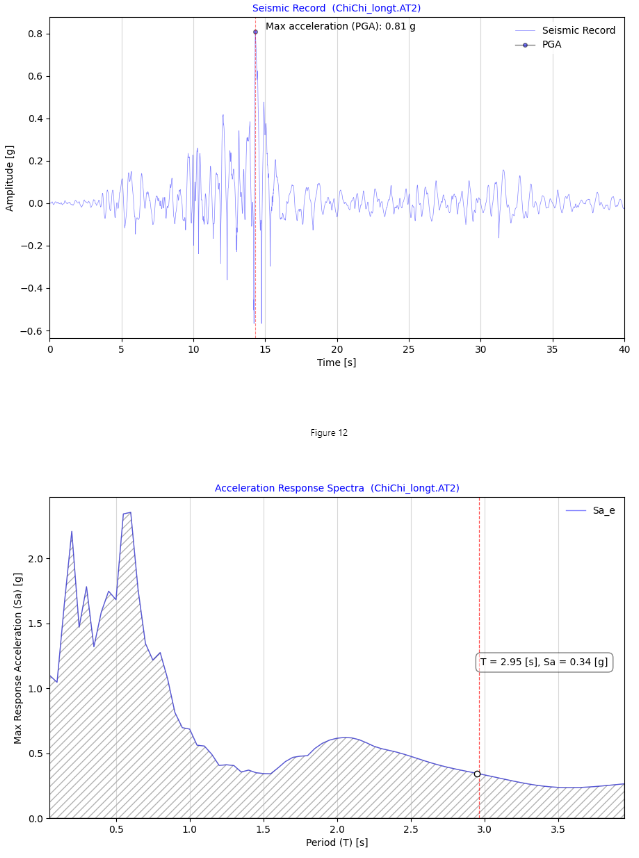 Seismic Record (ChiChi_longt.AT2)
Max acceleration (PGA): 0.81 g
Seismic Record
PGA
0.8
0.6
0.4
0.2
0.0
−0.2
−0.4
−0.6
Amplitude [g]
0 5 10 15 20 25 30 35 40
Time [s]
Figure 12
Acceleration Response Spectra (ChiChi_longt.AT2)
Sa_e
2.0
1.5
1.0
0.5
0.0
Max Response Acceleration (Sa) [g]
T = 2.95 [s], Sa = 0.34 [g]
0.5 1.0 1.5 2.0 2.5 3.0 3.5
Period (T) [s]